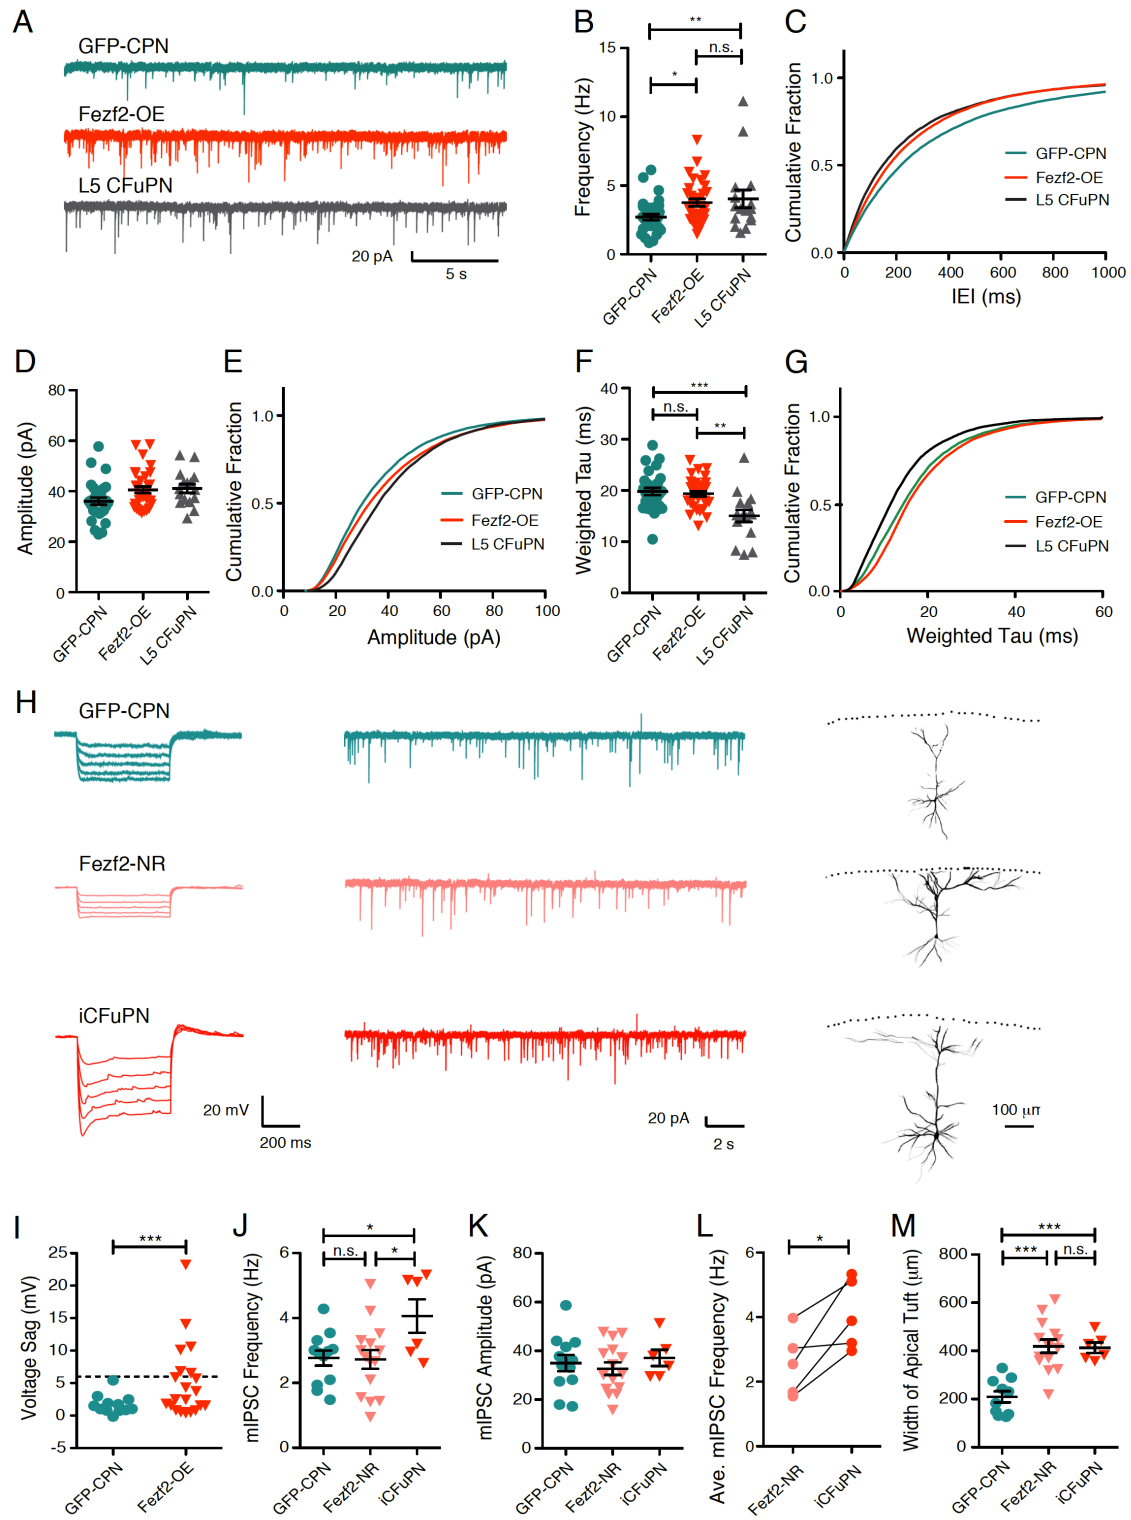 A
GFP-CPN
Fezf2-OE
L5 CFuPN
20 pA
5 s
B
**
n.s.
*
Frequency (Hz)
15
10
5
0
GFP-CPN
Fezf2-OE
L5 CFuPN
C
Cumulative Fraction
1.0
0.5
0.0
GFP-CPN
Fezf2-OE
L5 CFuPN
0 200 400 600 800 1000
IEI (ms)
D
Amplitude (pA)
80
60
40
20
0
GFP-CPN
Fezf2-OE
L5 CFuPN
E
Cumulative Fraction
1.0
0.5
0.0
GFP-CPN
Fezf2-OE
L5 CFuPN
0 20 40 60 80 100
Amplitude (pA)
F
***
n.s.
**
Weighted Tau (ms)
40
30
20
10
0
GFP-CPN
Fezf2-OE
L5 CFuPN
G
Cumulative Fraction
1.0
0.5
0.0
GFP-CPN
Fezf2-OE
L5 CFuPN
0 20 40 60
Weighted Tau (ms)
H
GFP-CPN
Fezf2-NR
iCFuPN
20 mV
200 ms
20 pA
2 s
100 μm
I
***
Voltage Sag (mV)
25
20
15
10
5
0
-5
GFP-CPN
Fezf2-OE
J
*
n.s.
*
mIPSC Frequency (Hz)
6
4
2
0
GFP-CPN
Fezf2-NR
iCFuPN
K
mIPSC Amplitude (pA)
80
60
40
20
0
GFP-CPN
Fezf2-NR
iCFuPN
L
*
Ave. mIPSC Frequency (Hz)
6
4
2
0
Fezf2-NR
iCFuPN
M
***
***
n.s.
Width of Apical Tuft (μm)
800
600
400
200
0
GFP-CPN
Fezf2-NR
iCFuPN